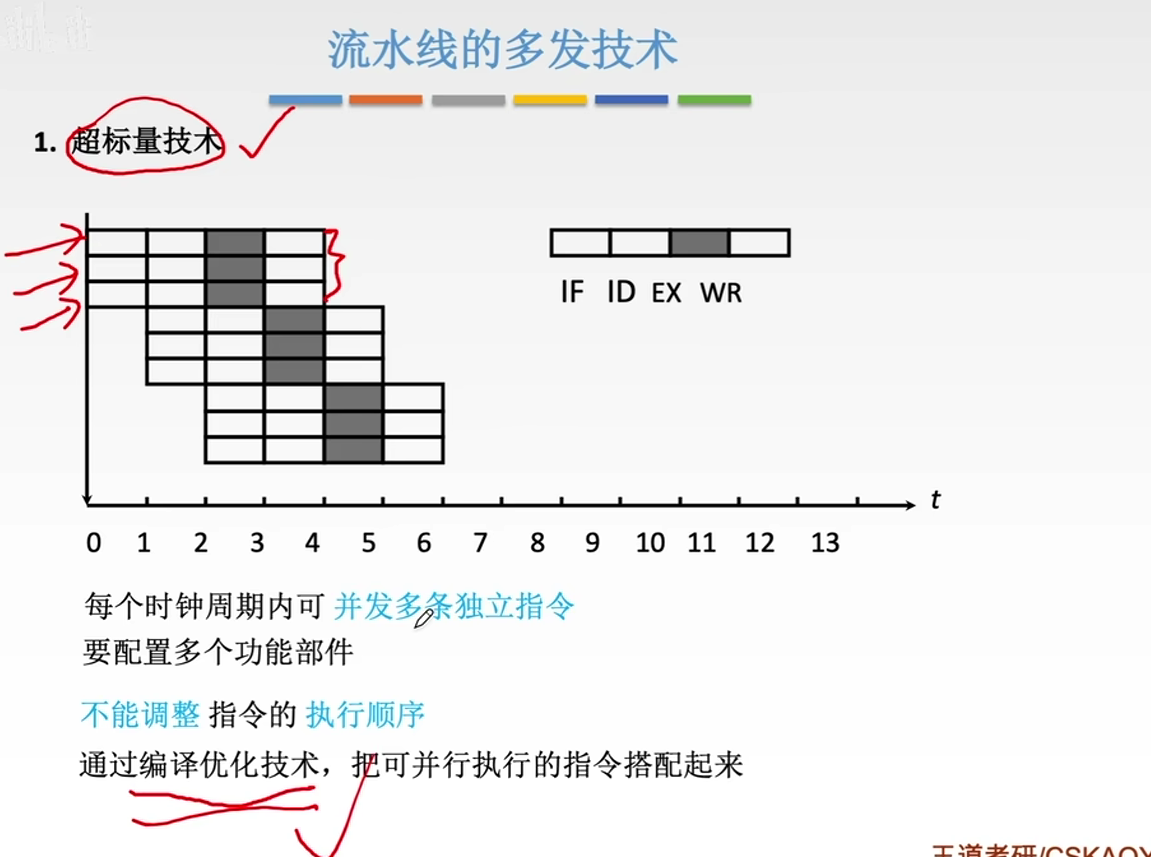 流水线的多发技术
1. 超标量技术
IF ID EX WR
t
0 1 2 3 4 5 6 7 8 9 10 11 12 13
每个时钟周期内可 并发多条独立指令
要配置多个功能部件
不能调整 指令的 执行顺序
通过编译优化技术，把可并行执行的指令搭配起来
王道考研/CSKAOY